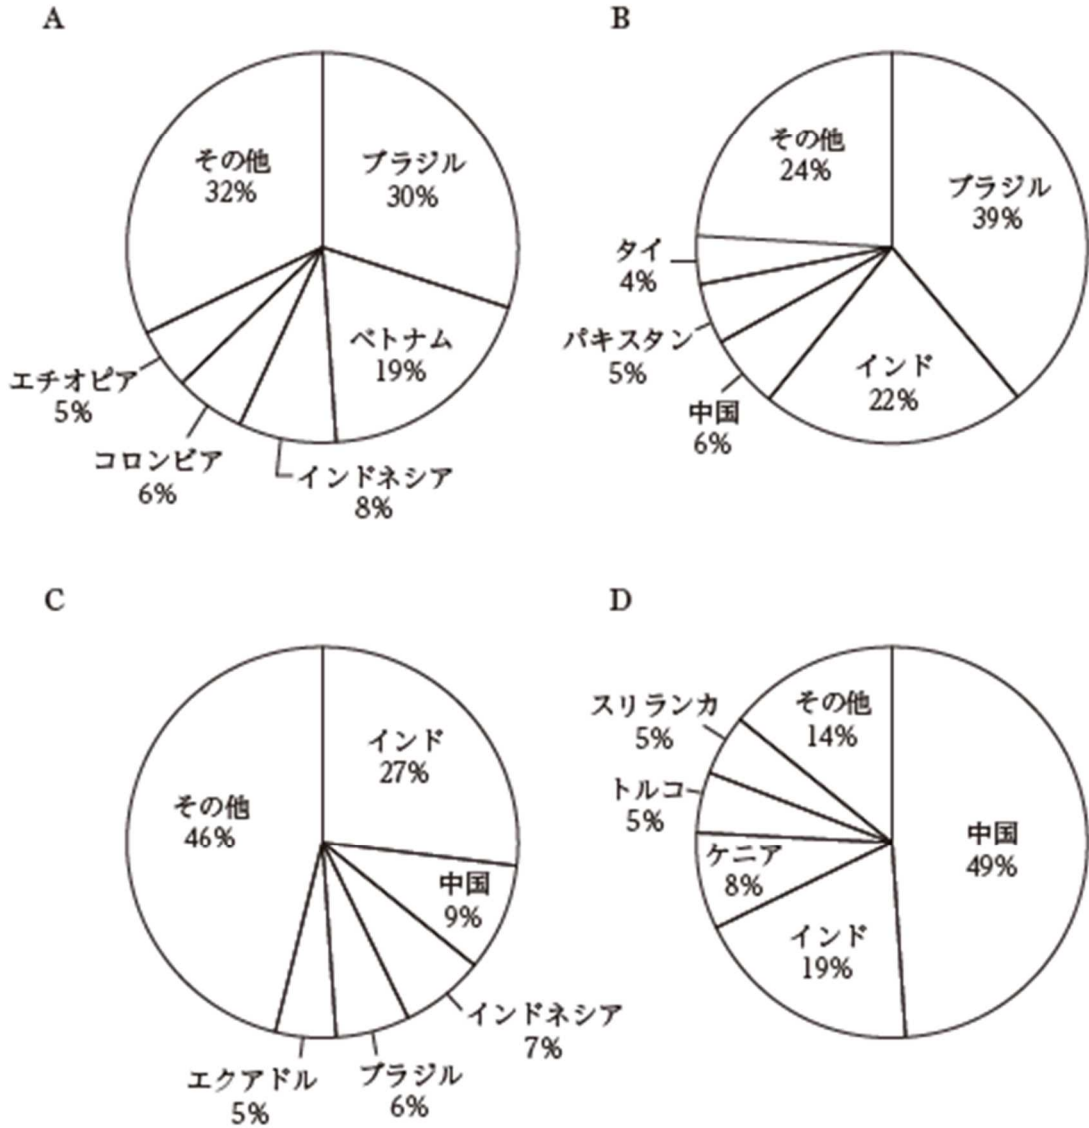 A
ブラジル
30%
ベトナム
19%
インドネシア
8%
コロンビア
6%
エチオピア
5%
その他
32%
B
ブラジル
39%
インド
22%
中国
6%
パキスタン
5%
タイ
4%
その他
24%
C
インド
27%
中国
9%
インドネシア
7%
ブラジル
6%
エクアドル
5%
その他
46%
D
中国
49%
インド
19%
ケニア
8%
トルコ
5%
スリランカ
5%
その他
14%